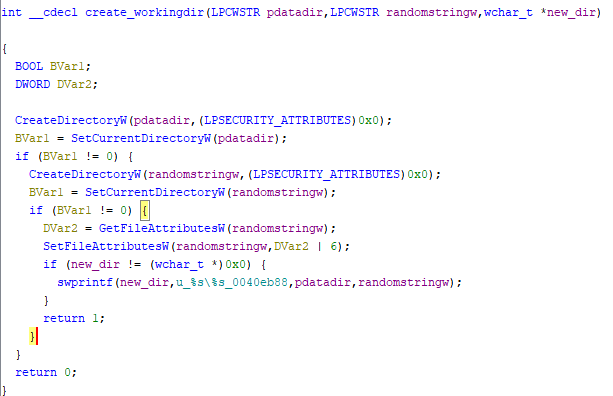 int __cdecl create_workingdir(LPCWSTR pdatadir,LPCWSTR randomstringw,wchar_t *new_dir)
{
BOOL BVar1;
DWORD DVar2;
CreateDirectoryW(pdatadir,(LPSECURITY_ATTRIBUTES)0x0);
BVar1 = SetCurrentDirectoryW(pdatadir);
if (BVar1 != 0) {
CreateDirectoryW(randomstringw,(LPSECURITY_ATTRIBUTES)0x0);
BVar1 = SetCurrentDirectoryW(randomstringw);
if (BVar1 != 0) {
DVar2 = GetFileAttributesW(randomstringw);
SetFileAttributesW(randomstringw,DVar2 | 6);
if (new_dir != (wchar_t *)0x0) {
swprintf(new_dir,u_%s\%s_0040eb88,pdatadir,randomstringw);
}
return 1;
}
}
return 0;
}